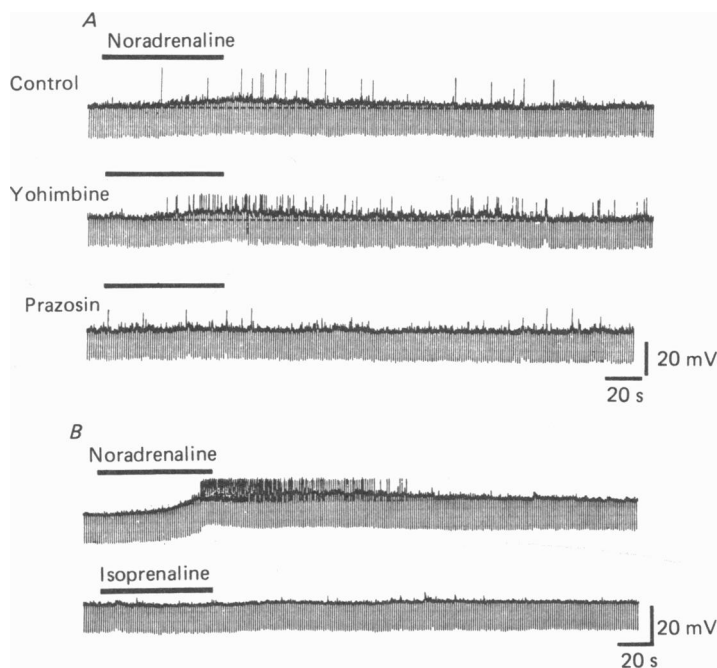 A
Noradrenaline
Control
Yohimbine
Prazosin
20 mV
20 s
B
Noradrenaline
Isoprenaline
20 mV
20 s